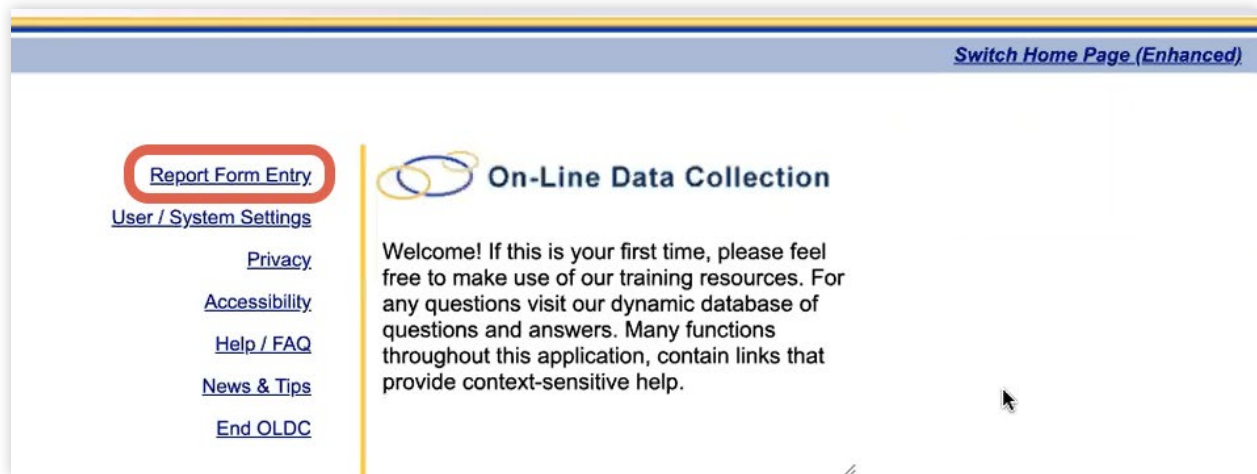 Switch Home Page (Enhanced)
Report Form Entry
User / System Settings
Privacy
Accessibility
Help / FAQ
News & Tips
End OLDC
On-Line Data Collection
Welcome! If this is your first time, please feel
free to make use of our training resources. For
any questions visit our dynamic database of
questions and answers. Many functions
throughout this application, contain links that
provide context-sensitive help.